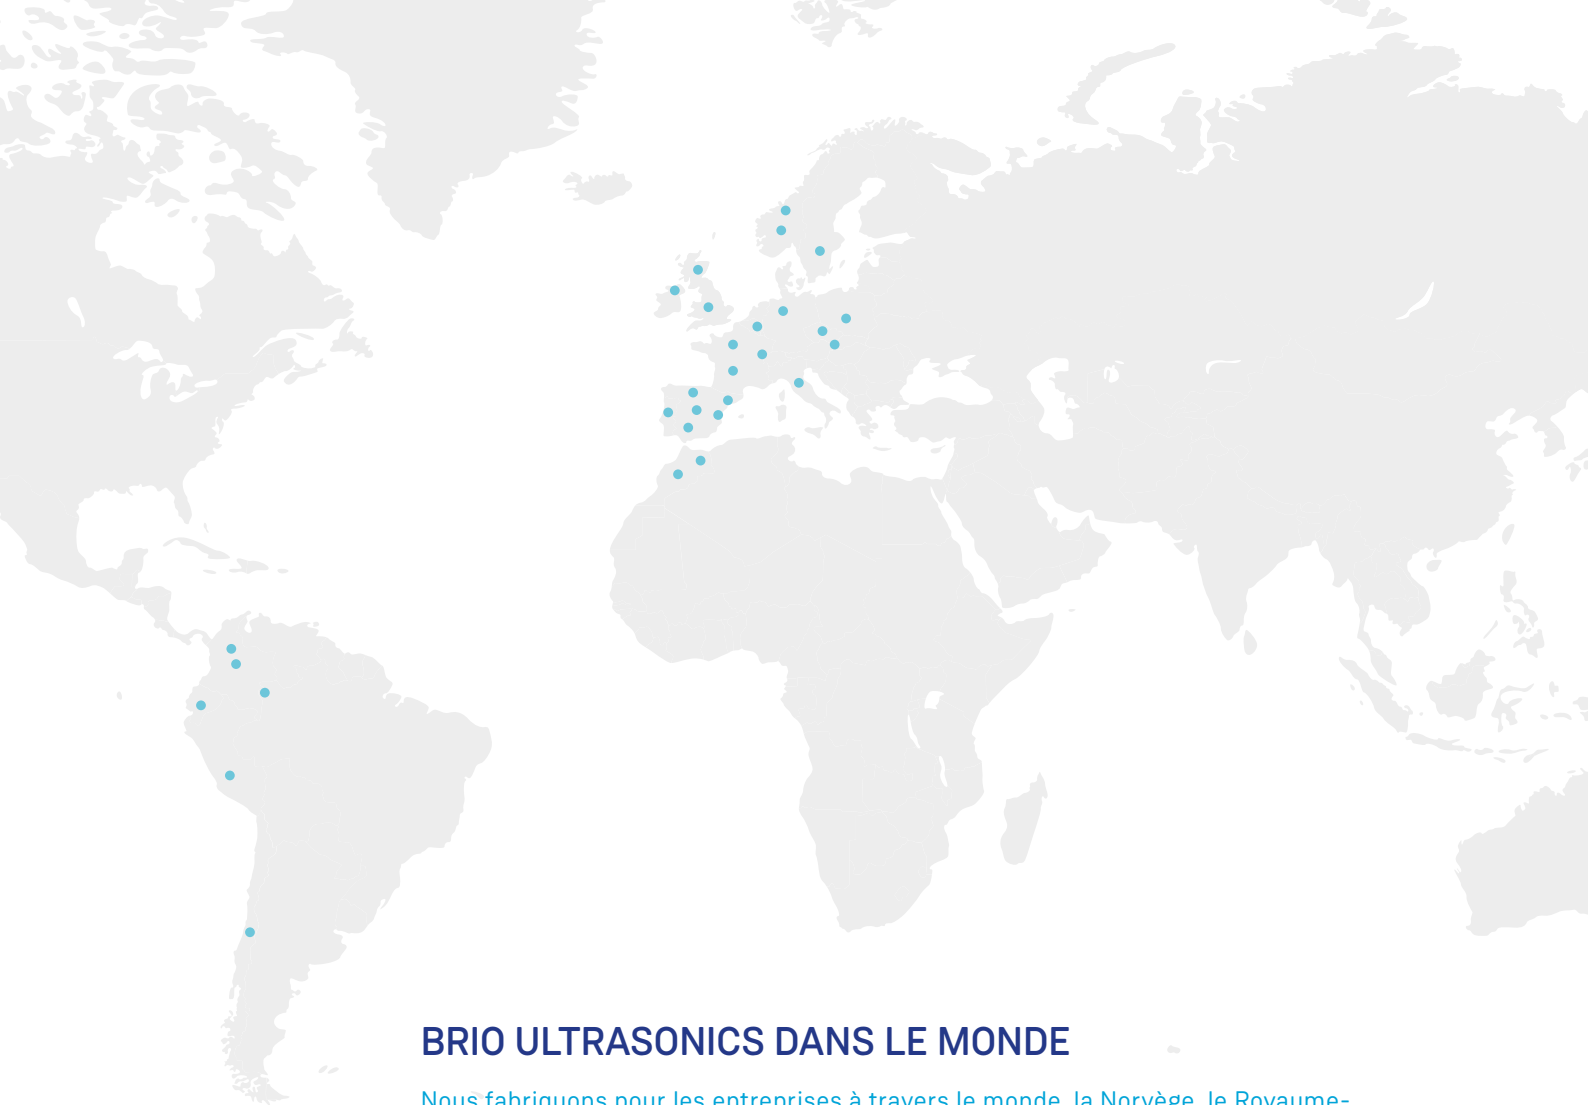 BRIO ULTRASONICS DANS LE MONDE
Nous fabriquons pour les entreprises à travers le monde, la Norvège, le Royaume-